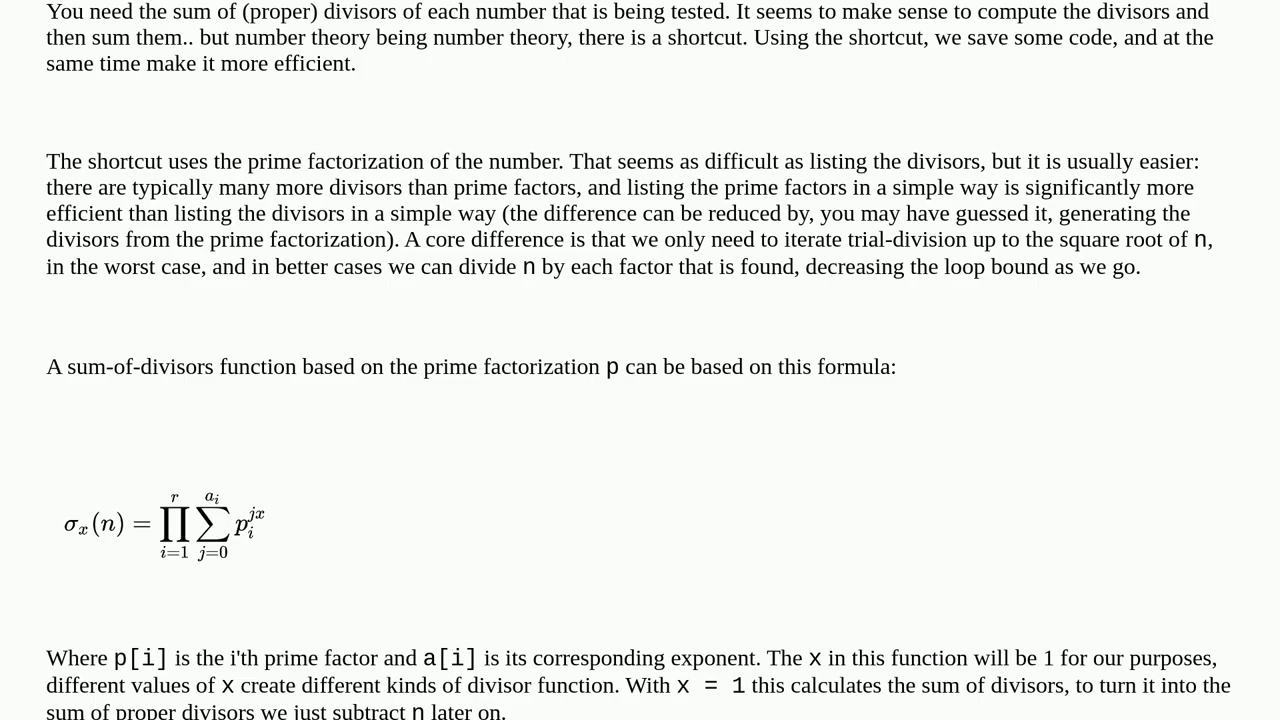 You need the sum of (proper) divisors of each number that is being tested. It seems to make sense to compute the divisors and
then sum them.. but number theory being number theory, there is a shortcut. Using the shortcut, we save some code, and at the
same time make it more efficient.
The shortcut uses the prime factorization of the number. That seems as difficult as listing the divisors, but it is usually easier:
there are typically many more divisors than prime factors, and listing the prime factors in a simple way is significantly more
efficient than listing the divisors in a simple way (the difference can be reduced by, you may have guessed it, generating the
divisors from the prime factorization). A core difference is that we only need to iterate trial-division up to the square root of n,
in the worst case, and in better cases we can divide n by each factor that is found, decreasing the loop bound as we go.
A sum-of-divisors function based on the prime factorization p can be based on this formula:
σ_x(n) = ∏_{i=1}^{r} ∑_{j=0}^{a_i} p_i^{jx}
Where p[i] is the i'th prime factor and a[i] is its corresponding exponent. The x in this function will be 1 for our purposes,
different values of x create different kinds of divisor function. With x = 1 this calculates the sum of divisors, to turn it into the
sum of proper divisors we just subtract n later on.